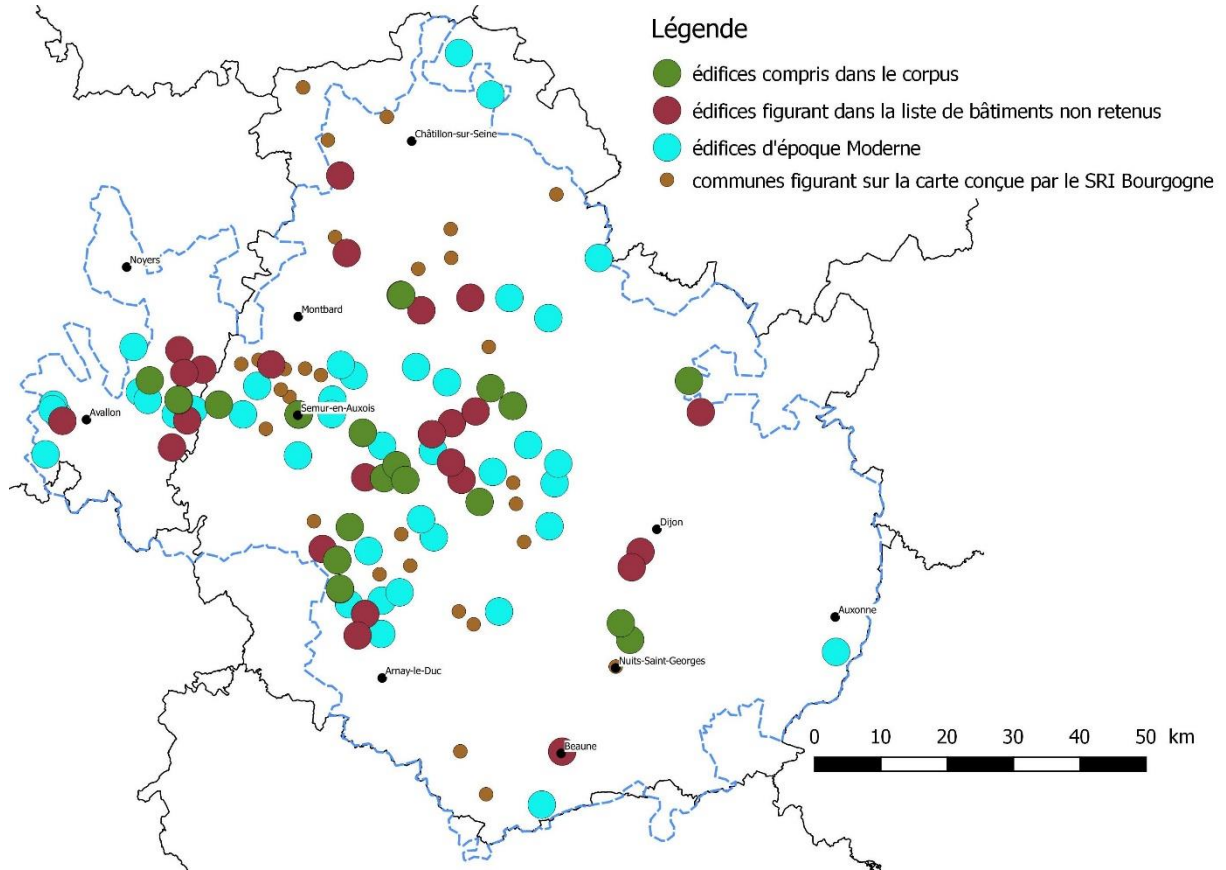 Légende
édifices compris dans le corpus
édifices figurant dans la liste de bâtiments non retenus
édifices d'époque Moderne
communes figurant sur la carte conçue par le SRI Bourgogne
Châtillon-sur-Seine
Noyers
Montbard
Avallon
Semur-en-Auxois
Dijon
Auxonne
Nuits-Saint-Georges
Arnay-le-Duc
Beaune
0 10 20 30 40 50 km